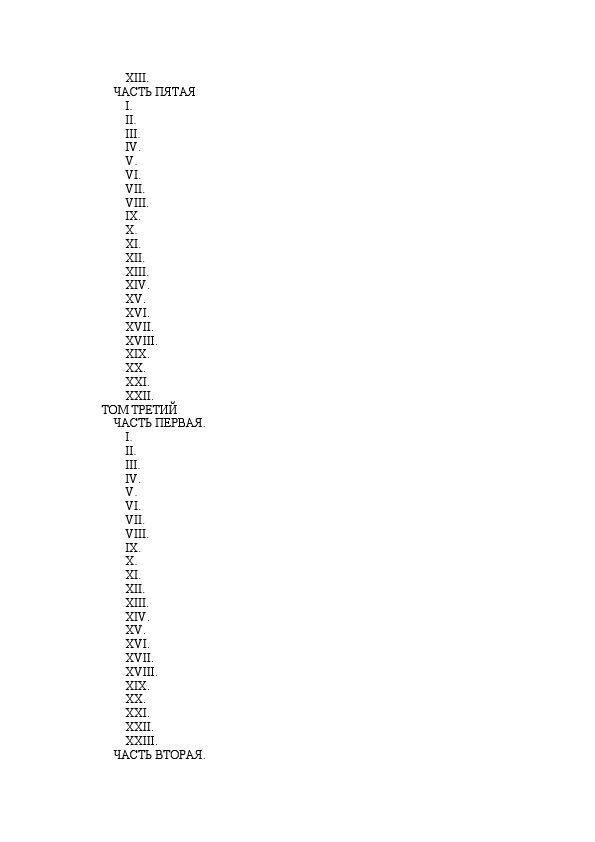 XIII.
ЧАСТЬ ПЯТАЯ
I.
II.
III.
IV.
V.
VI.
VII.
VIII.
IX.
X.
XI.
XII.
XIII.
XIV.
XV.
XVI.
XVII.
XVIII.
XIX.
XX.
XXI.
XXII.
ТОМ ТРЕТИЙ
ЧАСТЬ ПЕРВАЯ.
I.
II.
III.
IV.
V.
VI.
VII.
VIII.
IX.
X.
XI.
XII.
XIII.
XIV.
XV.
XVI.
XVII.
XVIII.
XIX.
XX.
XXI.
XXII.
XXIII.
ЧАСТЬ ВТОРАЯ.